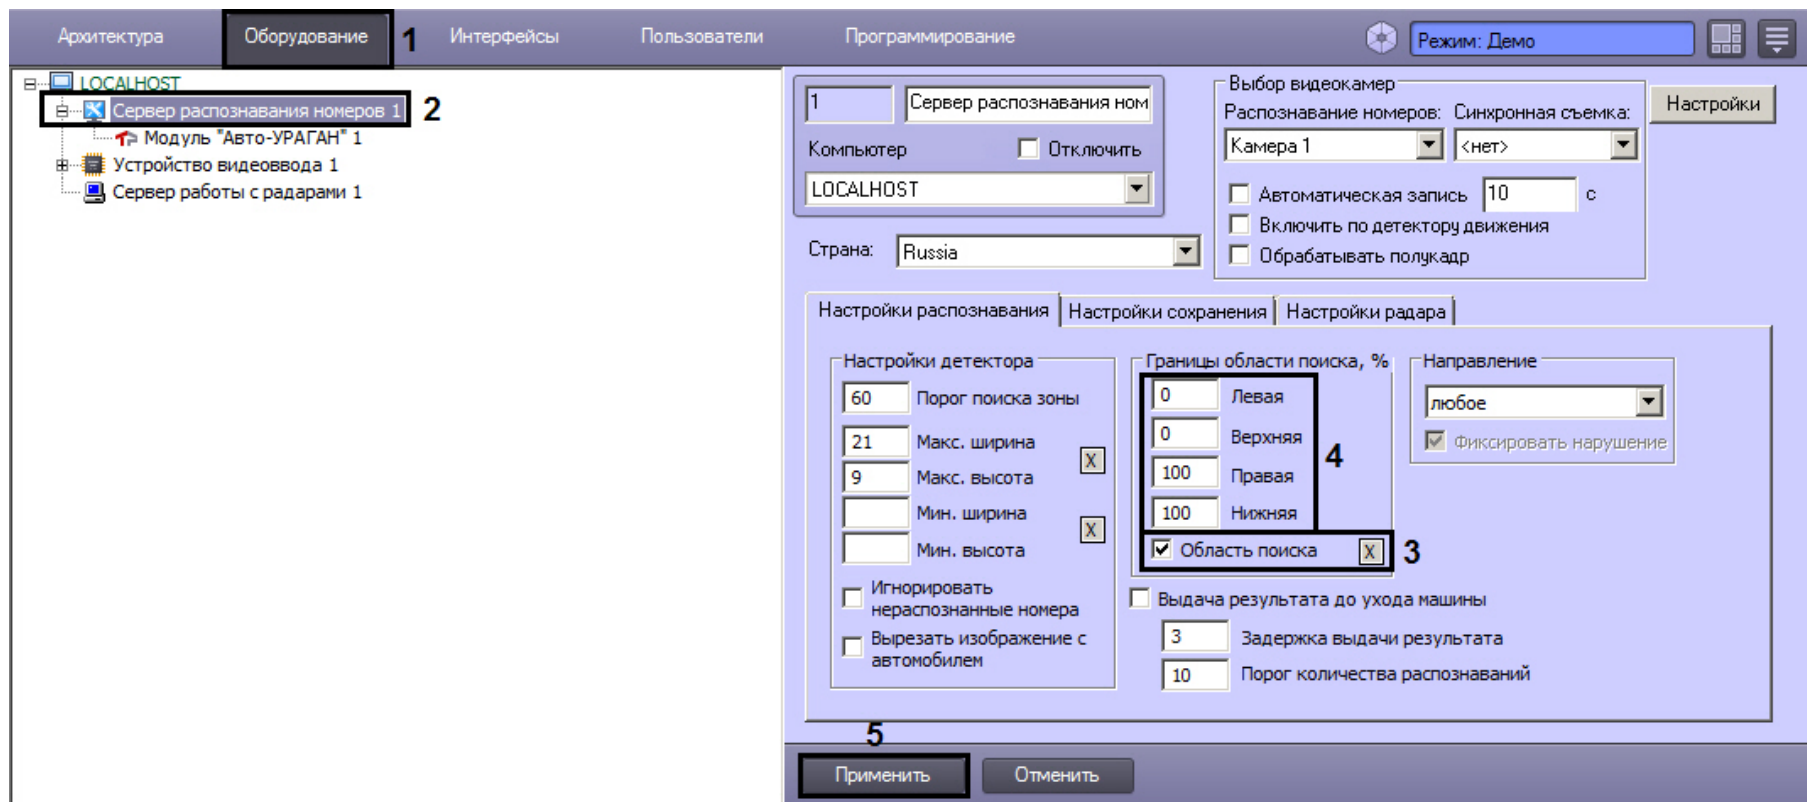 Архитектура
Оборудование
1
Интерфейсы
Пользователи
Программирование
Режим: Демо
LOCALHOST
Сервер распознавания номеров 1
2
Модуль "Авто-УРАГАН" 1
Устройство видеоввода 1
Сервер работы с радарами 1
1
Сервер распознавания ном
Компьютер
Отключить
LOCALHOST
Страна:
Russia
Выбор видеокамер
Распознавание номеров:
Синхронная съемка:
Камера 1
<нет>
Автоматическая запись
10
с
Включить по детектору движения
Обрабатывать полукадр
Настройки
Настройки распознавания
Настройки сохранения
Настройки радара
Настройки детектора
60 Порог поиска зоны
21 Макс. ширина
X
9 Макс. высота
Мин. ширина
X
Мин. высота
Игнорировать
нераспознанные номера
Вырезать изображение с
автомобилем
Границы области поиска, %
0 Левая
0 Верхняя
4
100 Правая
100 Нижняя
Область поиска
X
3
Направление
любое
Фиксировать нарушение
Выдача результата до ухода машины
3 Задержка выдачи результата
10 Порог количества распознаваний
5
Применить
Отменить